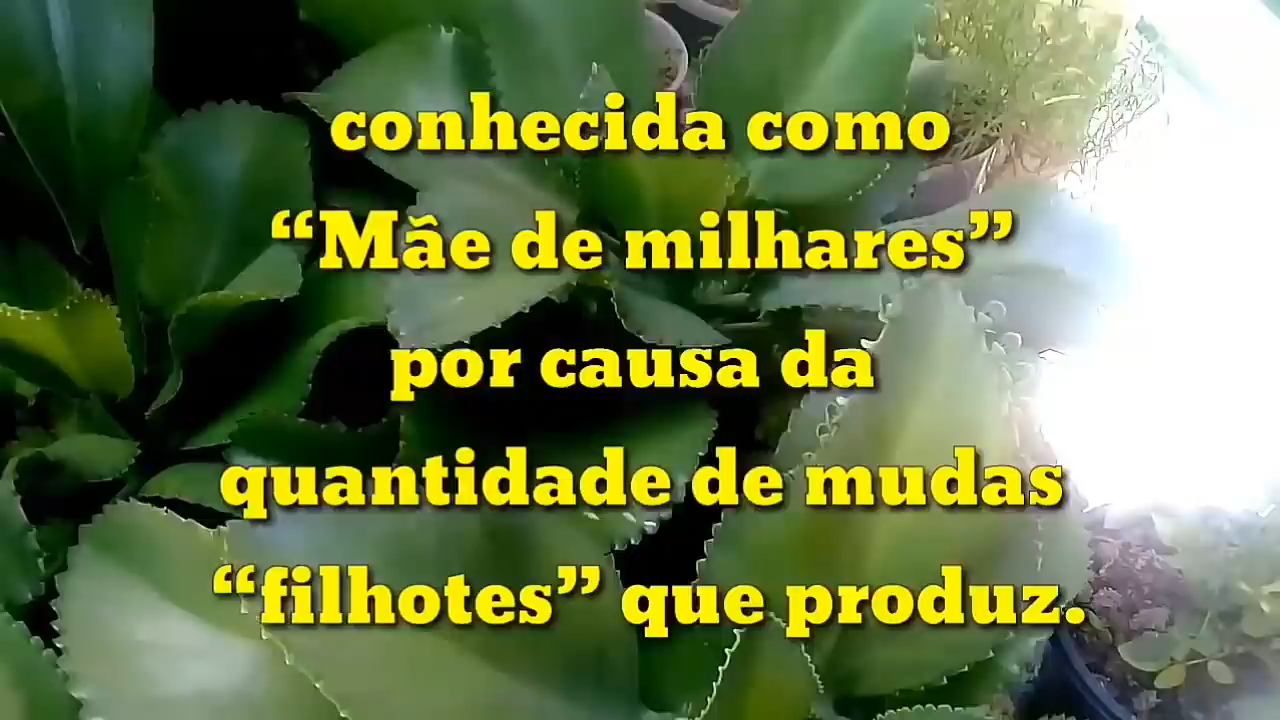 conhecida como
“Mãe de milhares”
por causa da
quantidade de mudas
“filhotes” que produz.